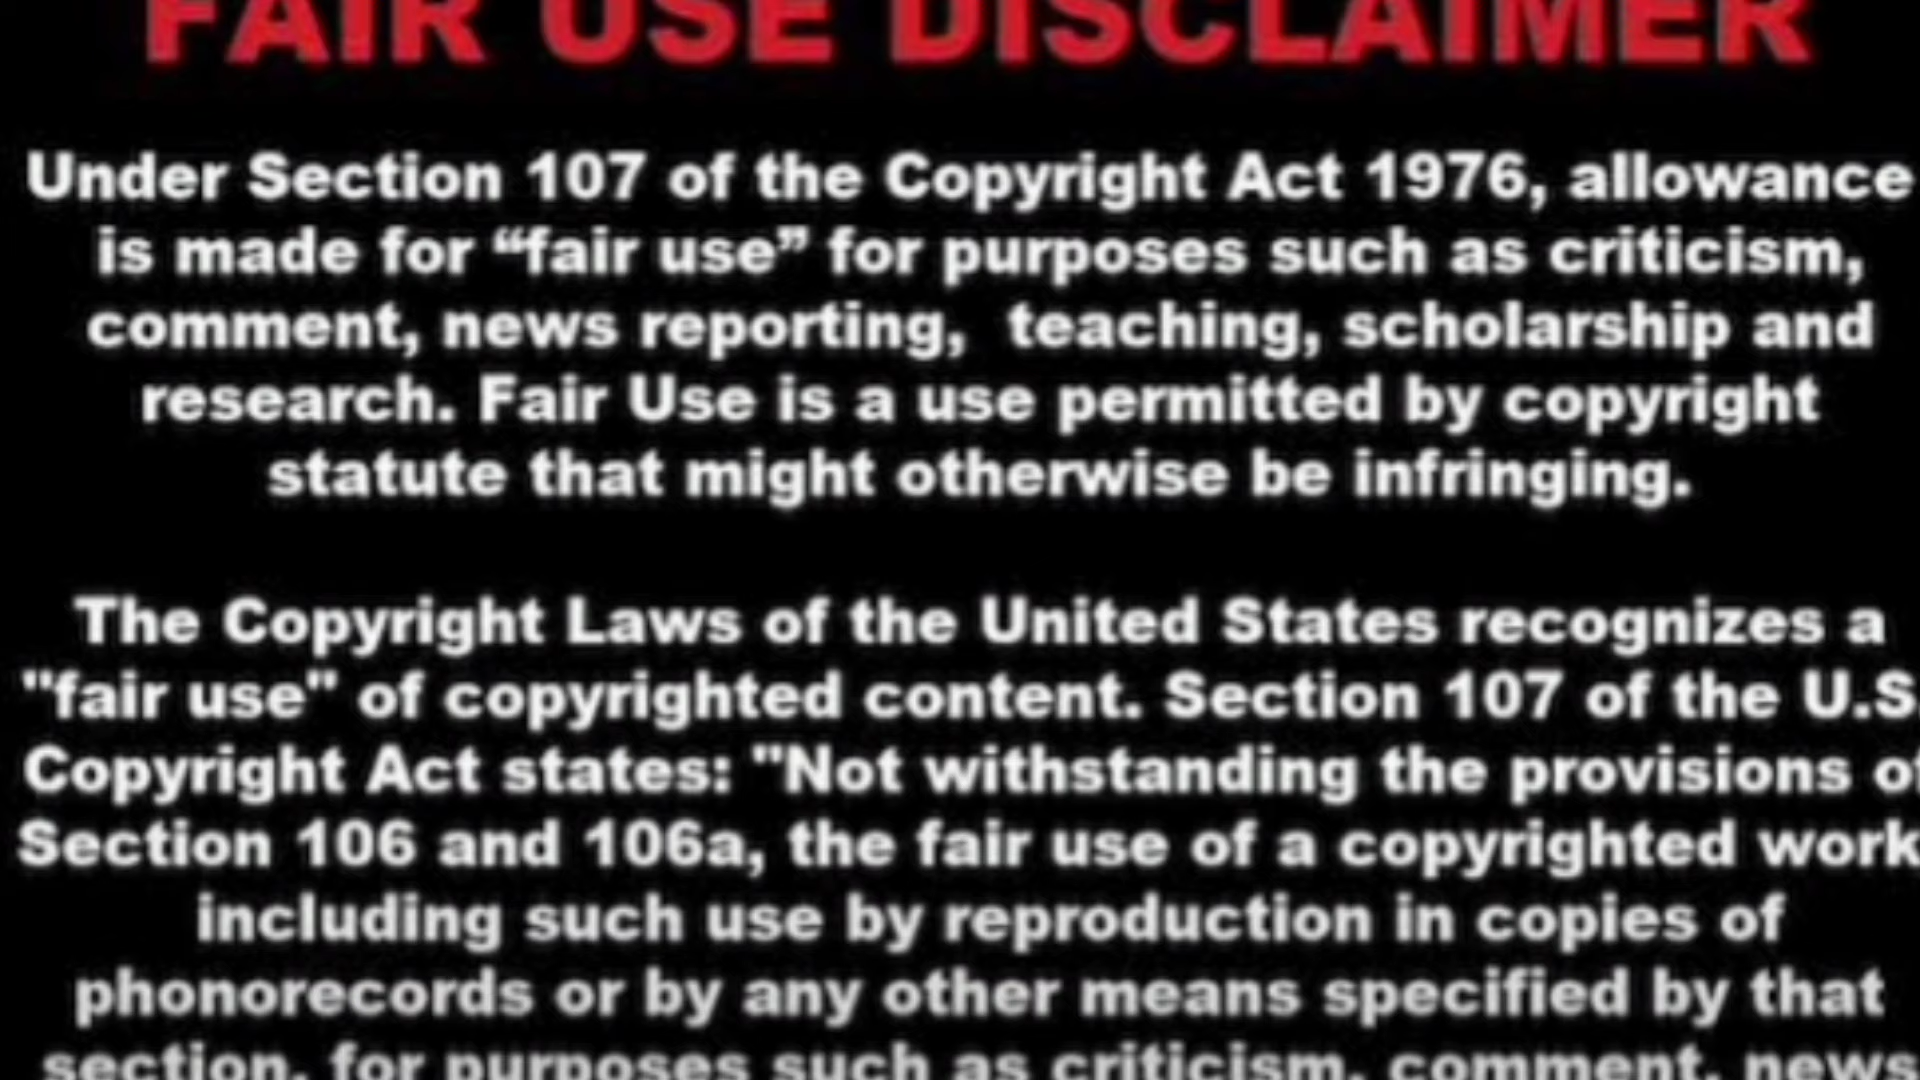 FAIR USE DISCLAIMER
Under Section 107 of the Copyright Act 1976, allowance
is made for “fair use” for purposes such as criticism,
comment, news reporting,  teaching, scholarship and
research. Fair Use is a use permitted by copyright
statute that might otherwise be infringing.
The Copyright Laws of the United States recognizes a
"fair use" of copyrighted content. Section 107 of the U.S.
Copyright Act states: "Not withstanding the provisions of
Section 106 and 106a, the fair use of a copyrighted work
including such use by reproduction in copies of
phonorecords or by any other means specified by that
section, for purposes such as criticism, comment, news